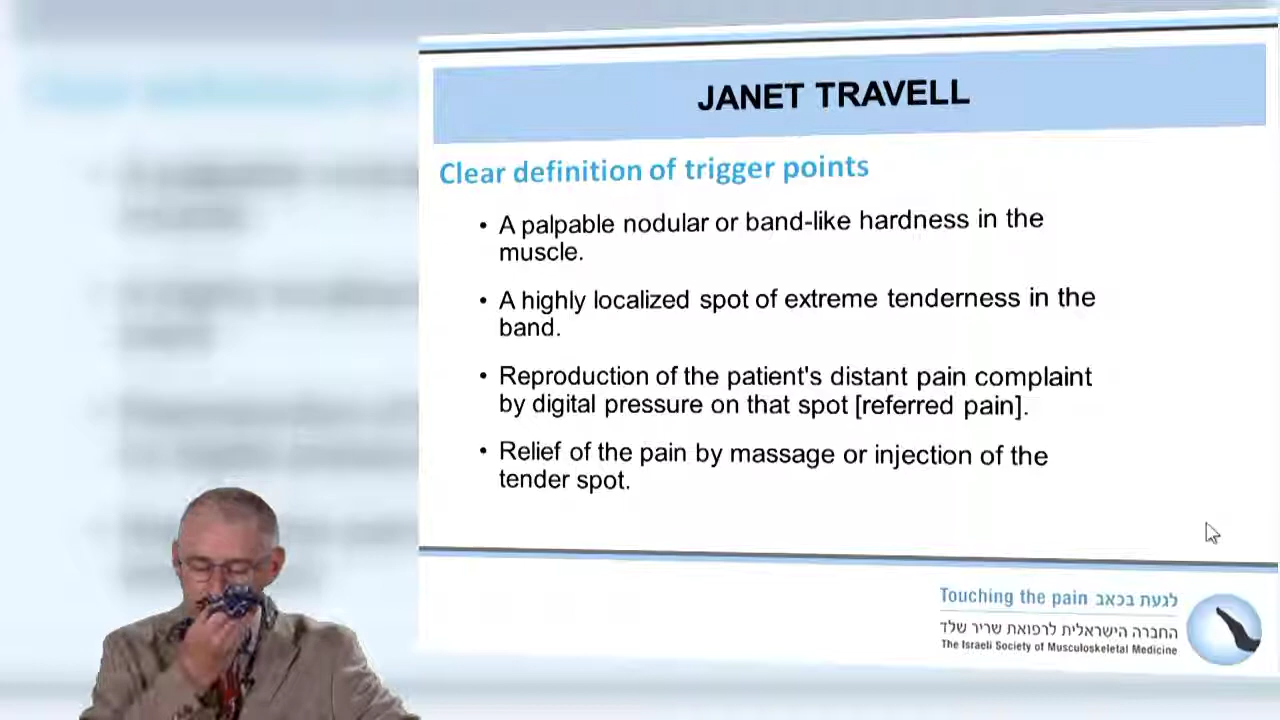 JANET TRAVELL
Clear definition of trigger points
• A palpable nodular or band-like hardness in the
muscle.
• A highly localized spot of extreme tenderness in the
band.
• Reproduction of the patient's distant pain complaint
by digital pressure on that spot [referred pain].
• Relief of the pain by massage or injection of the
tender spot.
Touching the pain לגעת בכאב
החברה הישראלית לרפואת שריר שלד
The Israeli Society of Musculoskeletal Medicine